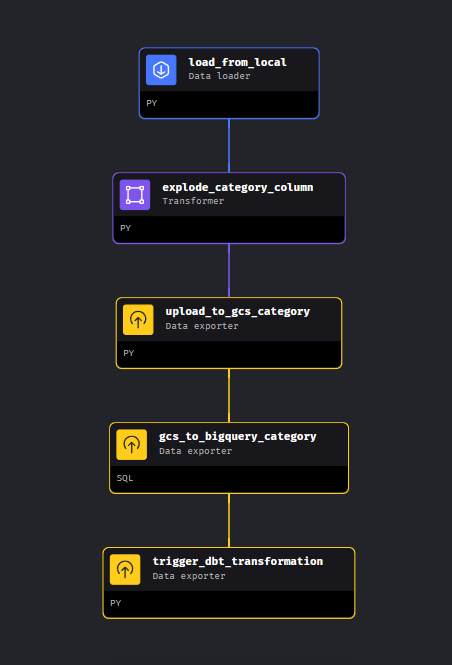 load_from_local
Data loader
PY
explode_category_column
Transformer
PY
upload_to_gcs_category
Data exporter
PY
gcs_to_bigquery_category
Data exporter
SQL
trigger_dbt_transformation
Data exporter
PY